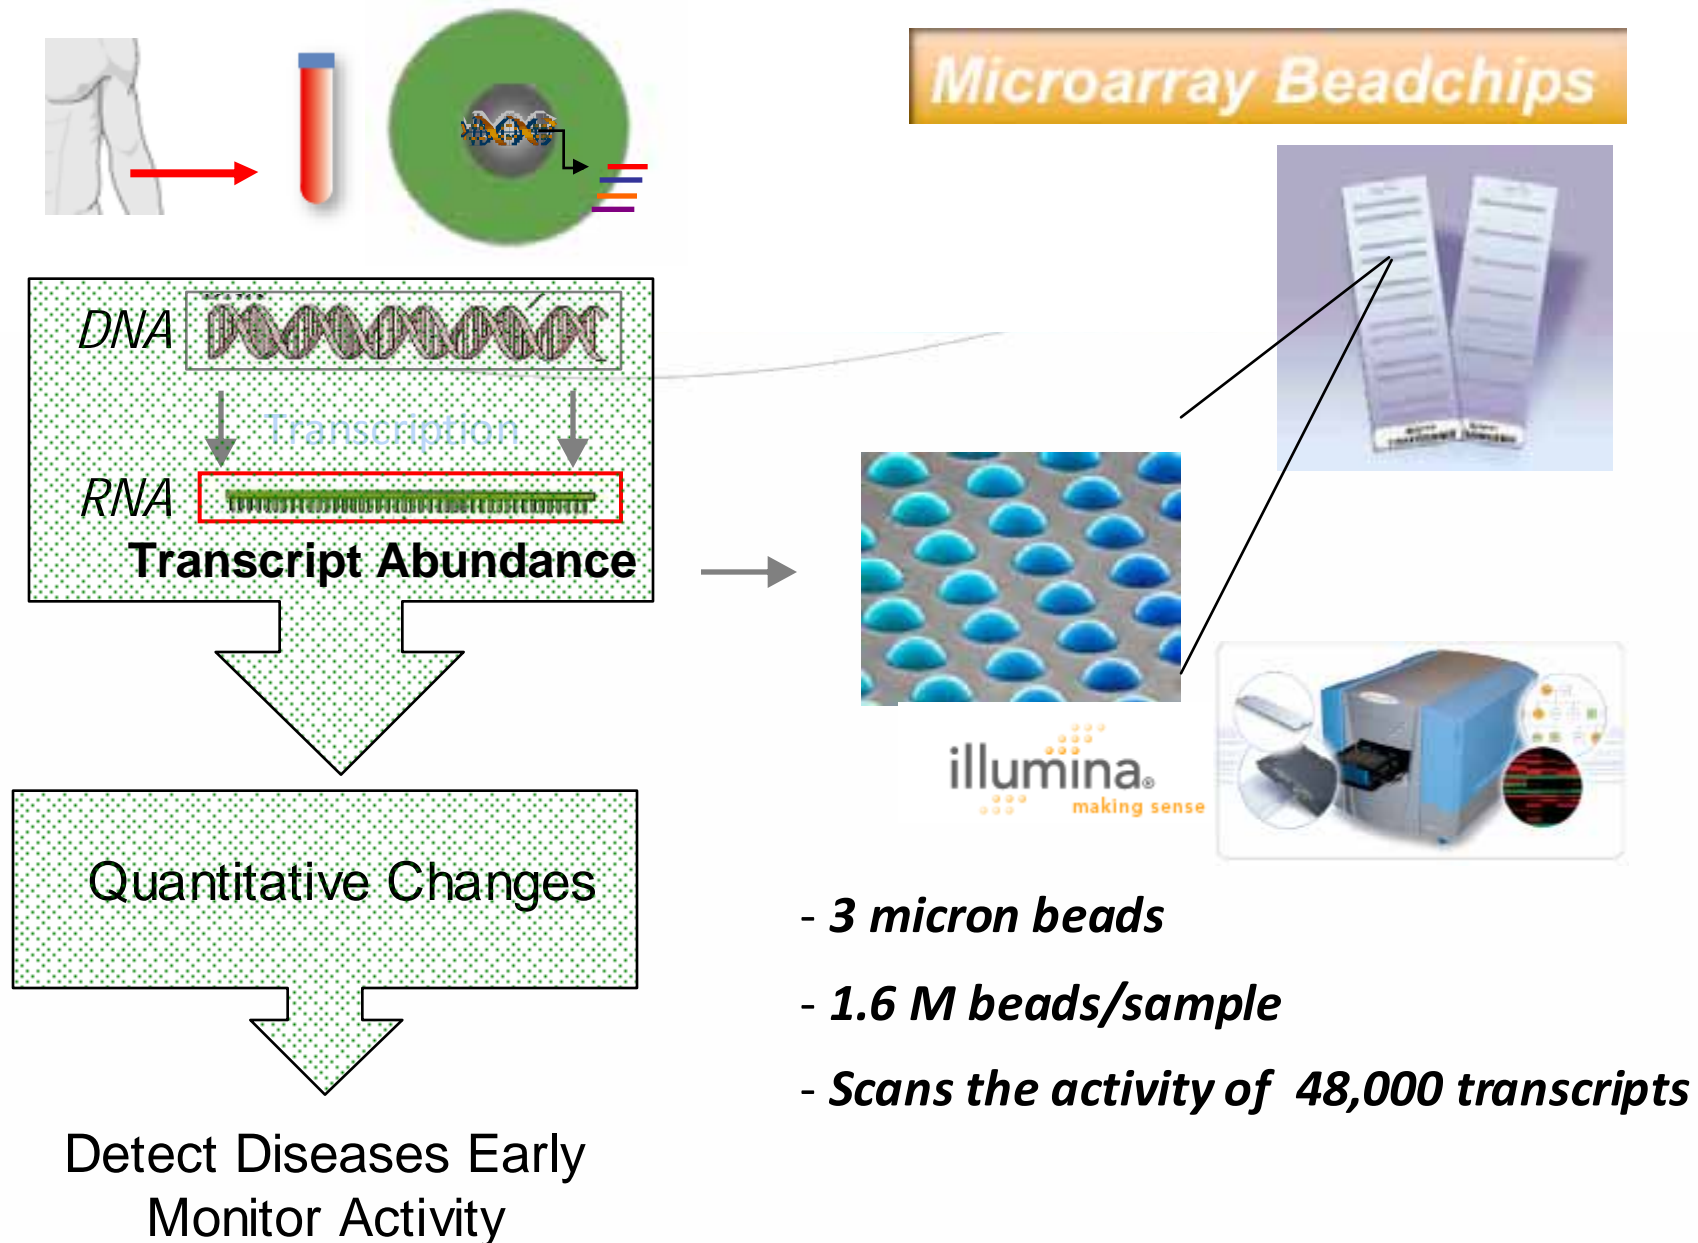 Microarray Beadchips
DNA
Transcription
RNA
Transcript Abundance
illumina®
making sense
Quantitative Changes
- 3 micron beads
- 1.6 M beads/sample
- Scans the activity of 48,000 transcripts
Detect Diseases Early
Monitor Activity